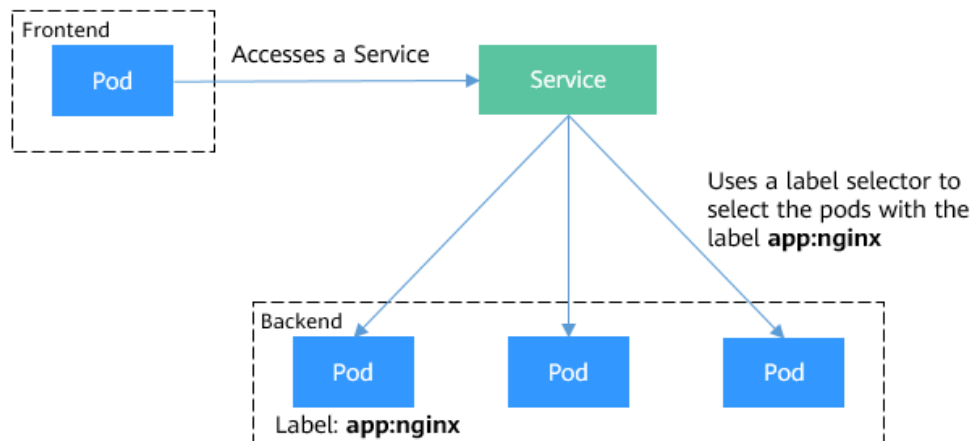 Frontend
Pod
Accesses a Service
Service
Uses a label selector to
select the pods with the
label app:nginx
Backend
Pod
Pod
Pod
Label: app:nginx